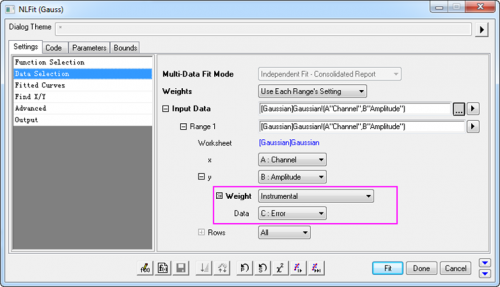 NLFit (Gauss)
Dialog Theme *
Settings Code Parameters Bounds
Function Selection
Data Selection
Fitted Curves
Find X/Y
Advanced
Output
Multi-Data Fit Mode Independent Fit - Consolidated Report
Weights Use Each Range's Setting
Input Data [Gaussian]Gaussian!(A"Channel",B"Amplitude")
Range 1 [Gaussian]Gaussian!(A"Channel",B"Amplitude")
Worksheet [Gaussian]Gaussian
x A : Channel
y B : Amplitude
Weight Instrumental
Data C : Error
Rows All
Fit Done Cancel